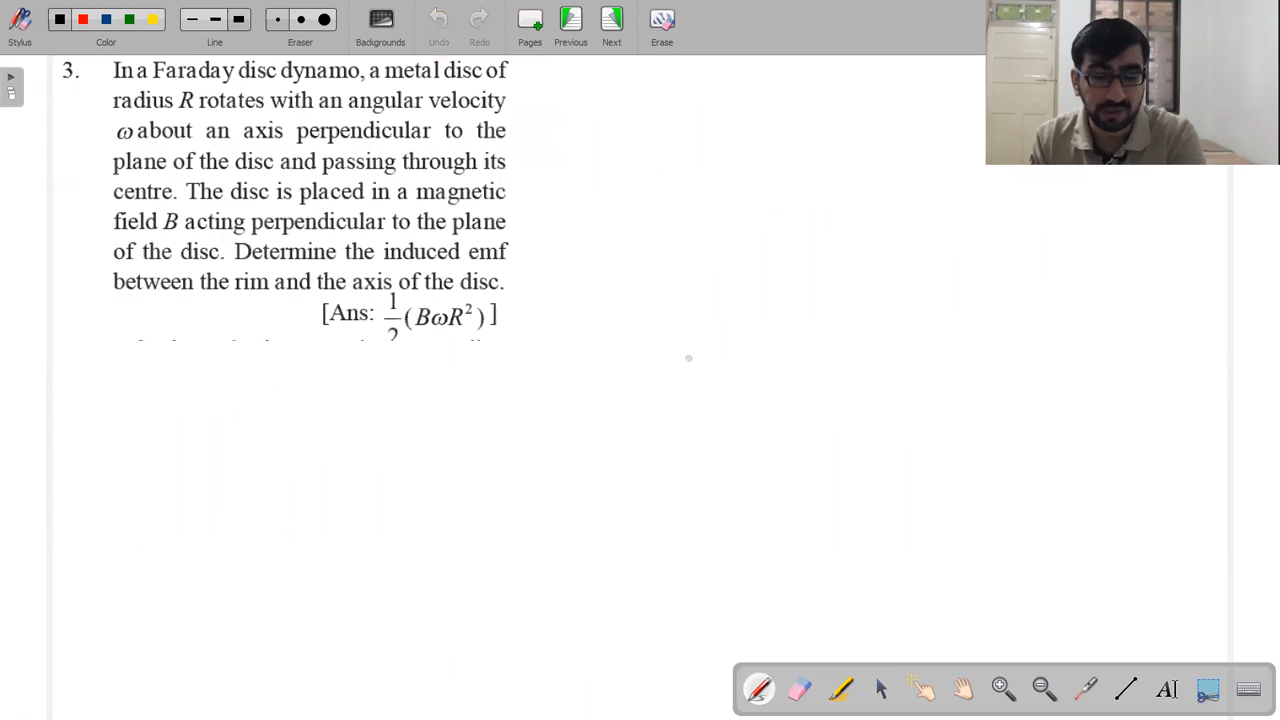 Stylus
Color
Line
Eraser
Backgrounds
Undo
Redo
Pages
Previous
Next
Erase
3. In a Faraday disc dynamo, a metal disc of
radius R rotates with an angular velocity
ω about an axis perpendicular to the
plane of the disc and passing through its
centre. The disc is placed in a magnetic
field B acting perpendicular to the plane
of the disc. Determine the induced emf
between the rim and the axis of the disc.
[Ans: 1/2 (BωR²) ]
AI